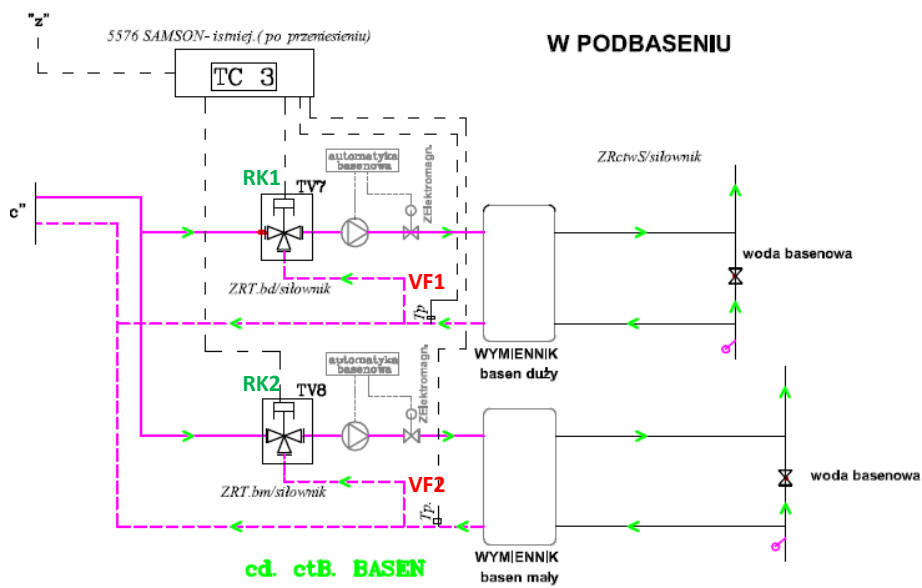 "z"
5576 SAMSON- istniej.( po przeniesieniu)
W PODBASENIU
TC 3
automatyka
basenowa
ZElektromagn.
ZRctwS/siłownik
RK1
TV7
c"
woda basenowa
VF1
ZRT.bd/siłownik
Tp
WYMIENNIK
basen duży
automatyka
basenowa
ZElektromagn.
RK2
TV8
woda basenowa
VF2
ZRT.bm/siłownik
Tp.
WYMIENNIK
basen mały
cd. ctB. BASEN